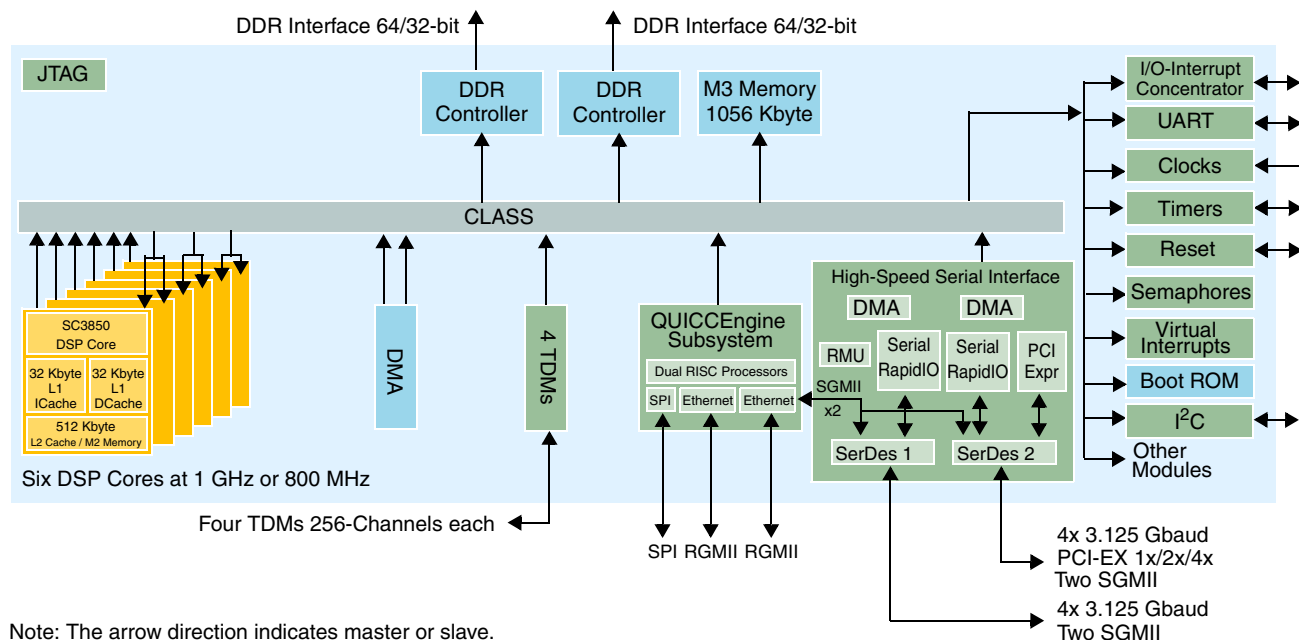 DDR Interface 64/32-bit
DDR Interface 64/32-bit
JTAG
DDR
Controller
DDR
Controller
M3 Memory
1056 Kbyte
I/O-Interrupt
Concentrator
UART
Clocks
Timers
Reset
Semaphores
Virtual
Interrupts
Boot ROM
I²C
Other
Modules
CLASS
SC3850
DSP Core
32 Kbyte
L1
ICache
32 Kbyte
L1
DCache
512 Kbyte
L2 Cache / M2 Memory
Six DSP Cores at 1 GHz or 800 MHz
DMA
4 TDMs
Four TDMs 256-Channels each
QUICCEngine
Subsystem
Dual RISC Processors
SPI
Ethernet
Ethernet
SPI
RGMII
RGMII
High-Speed Serial Interface
DMA
DMA
RMU
Serial
RapidIO
Serial
RapidIO
PCI
Expr
SGMII
x2
SerDes 1
SerDes 2
4x 3.125 Gbaud
PCI-EX 1x/2x/4x
Two SGMII
4x 3.125 Gbaud
Two SGMII
Note: The arrow direction indicates master or slave.